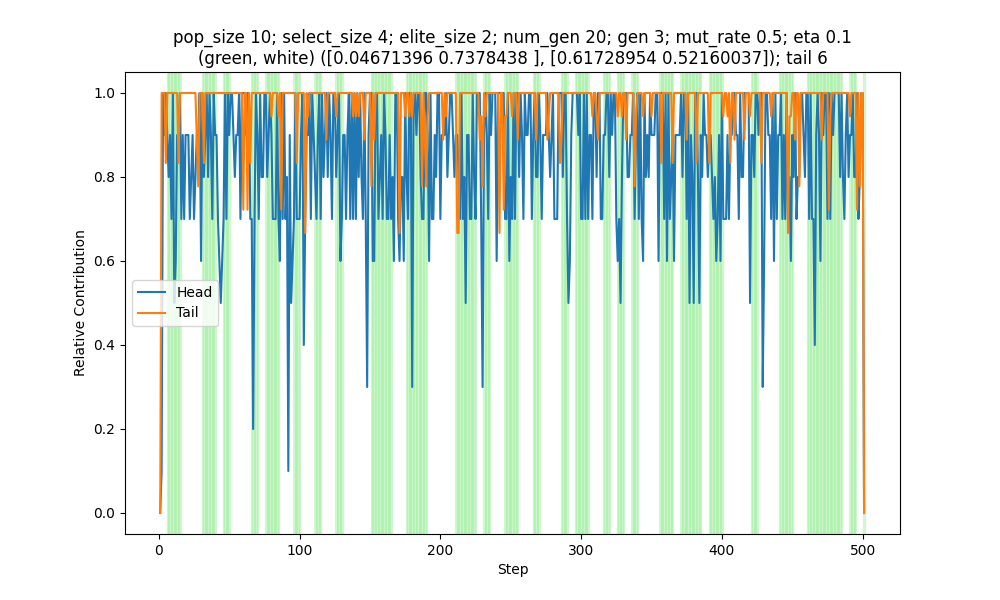 pop_size 10; select_size 4; elite_size 2; num_gen 20; gen 3; mut_rate 0.5; eta 0.1
(green, white) ([0.04671396 0.7378438 ], [0.61728954 0.52160037]); tail 6
1.0
0.8
0.6
0.4
0.2
0.0
Relative Contribution
Head
Tail
0
100
200
300
400
500
Step